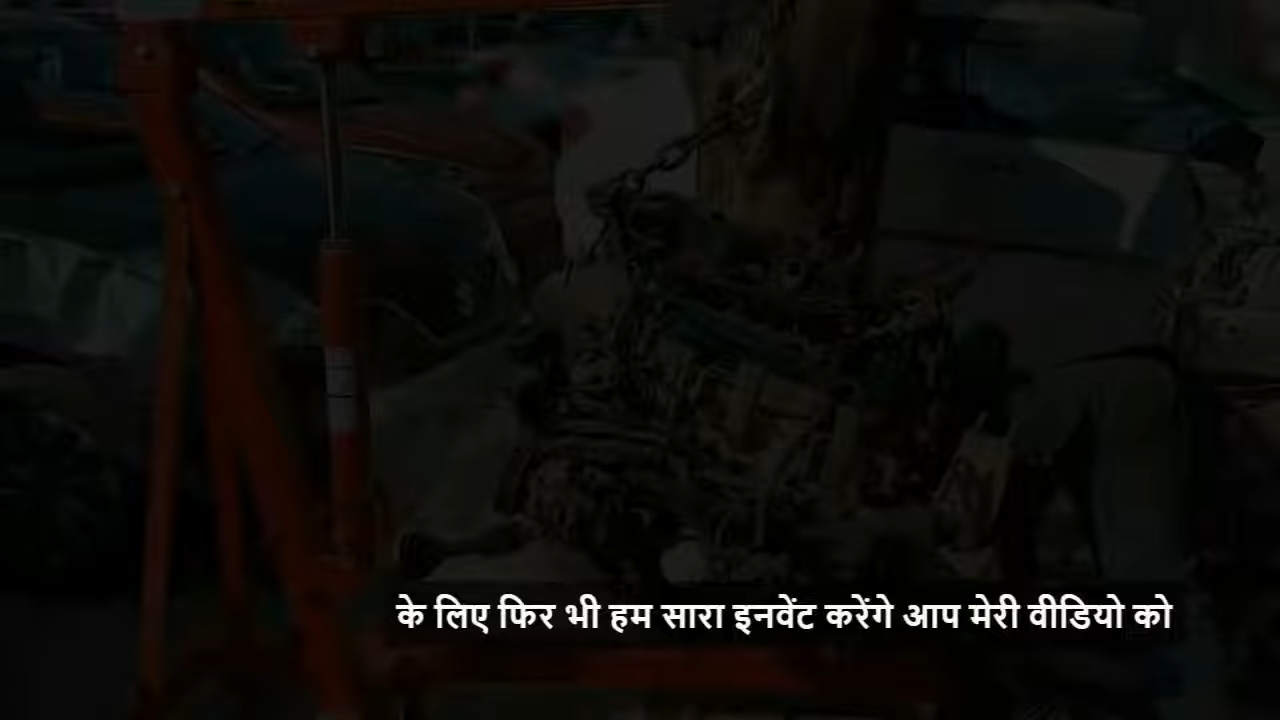 के लिए फिर भी हम सारा इनवेंट करेंगे आप मेरी वीडियो को